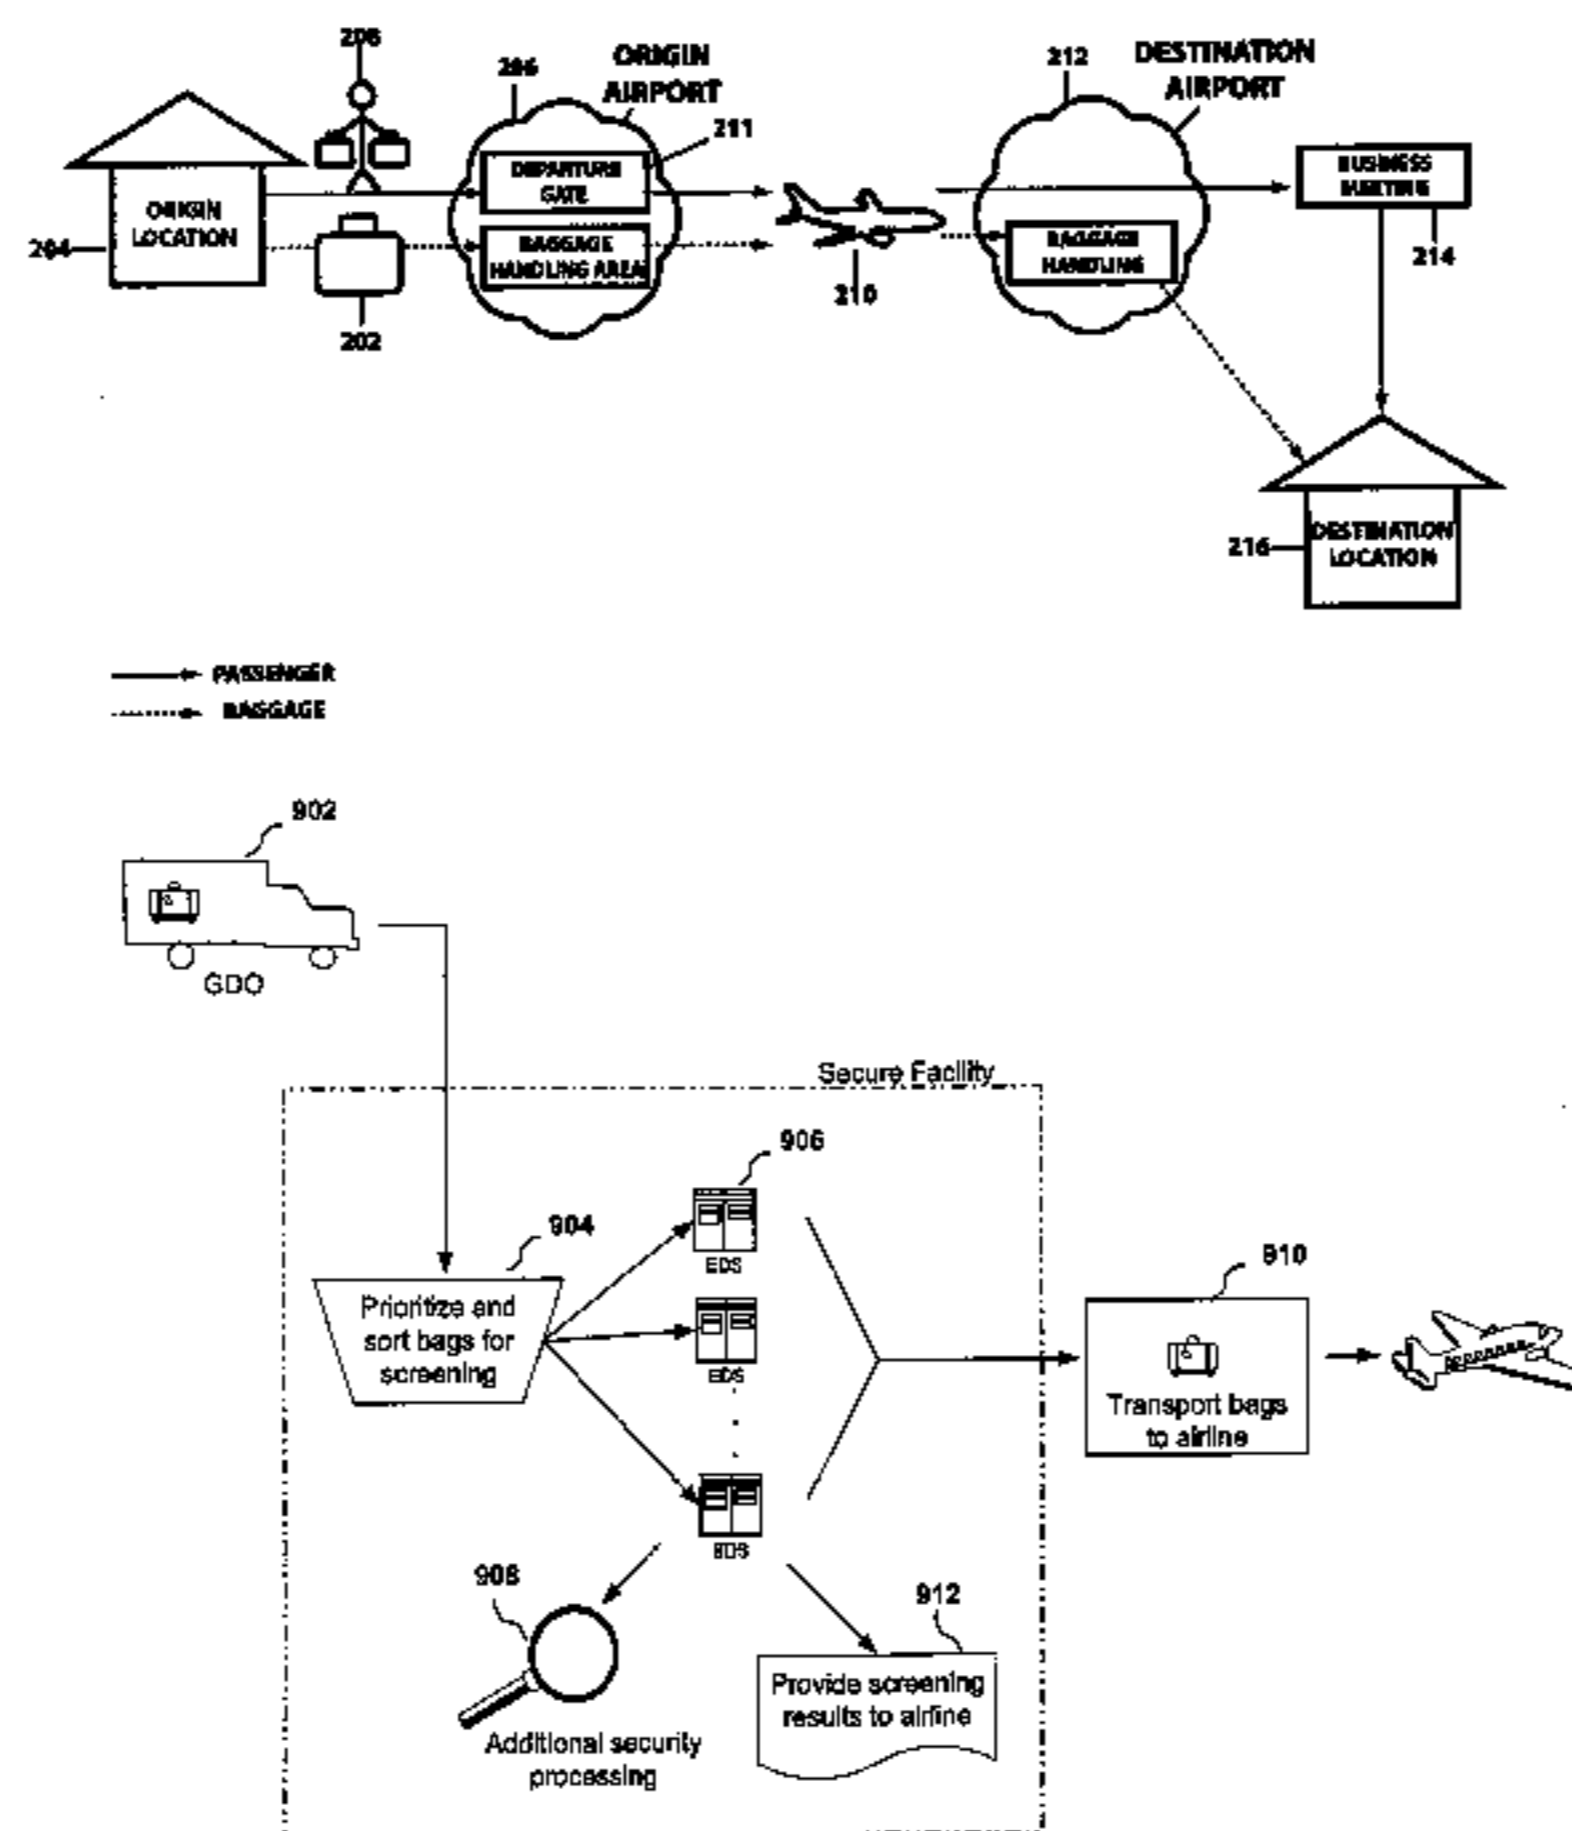 208
206
ORIGIN
AIRPORT
211
212
DESTINATION
AIRPORT
DEPARTURE
GATE
BUSINESS
MEETING
ORIGIN
LOCATION
204
BAGGAGE
HANDLING AREA
BAGGAGE
HANDLING
214
210
202
DESTINATION
LOCATION
216
PASSENGER
BAGGAGE
902
GDO
Secure Facility
906
904
EDS
910
Prioritize and
sort bags for
screening
EDS
Transport bags
to airline
EDS
908
912
Provide screening
results to airline
Additional security
processing